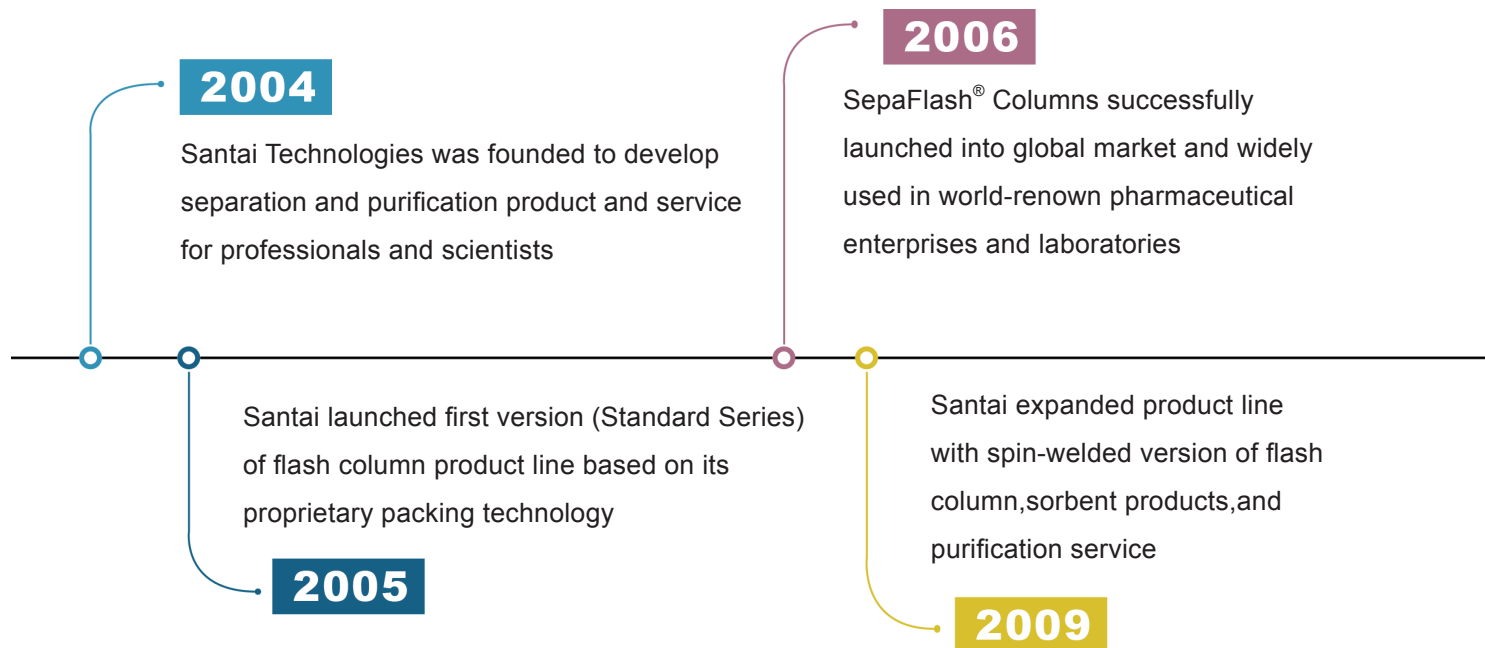 2004
Santai Technologies was founded to develop
separation and purification product and service
for professionals and scientists
Santai launched first version (Standard Series)
of flash column product line based on its
proprietary packing technology
2005
2006
SepaFlash® Columns successfully
launched into global market and widely
used in world-renown pharmaceutical
enterprises and laboratories
Santai expanded product line
with spin-welded version of flash
column,sorbent products,and
purification service
2009